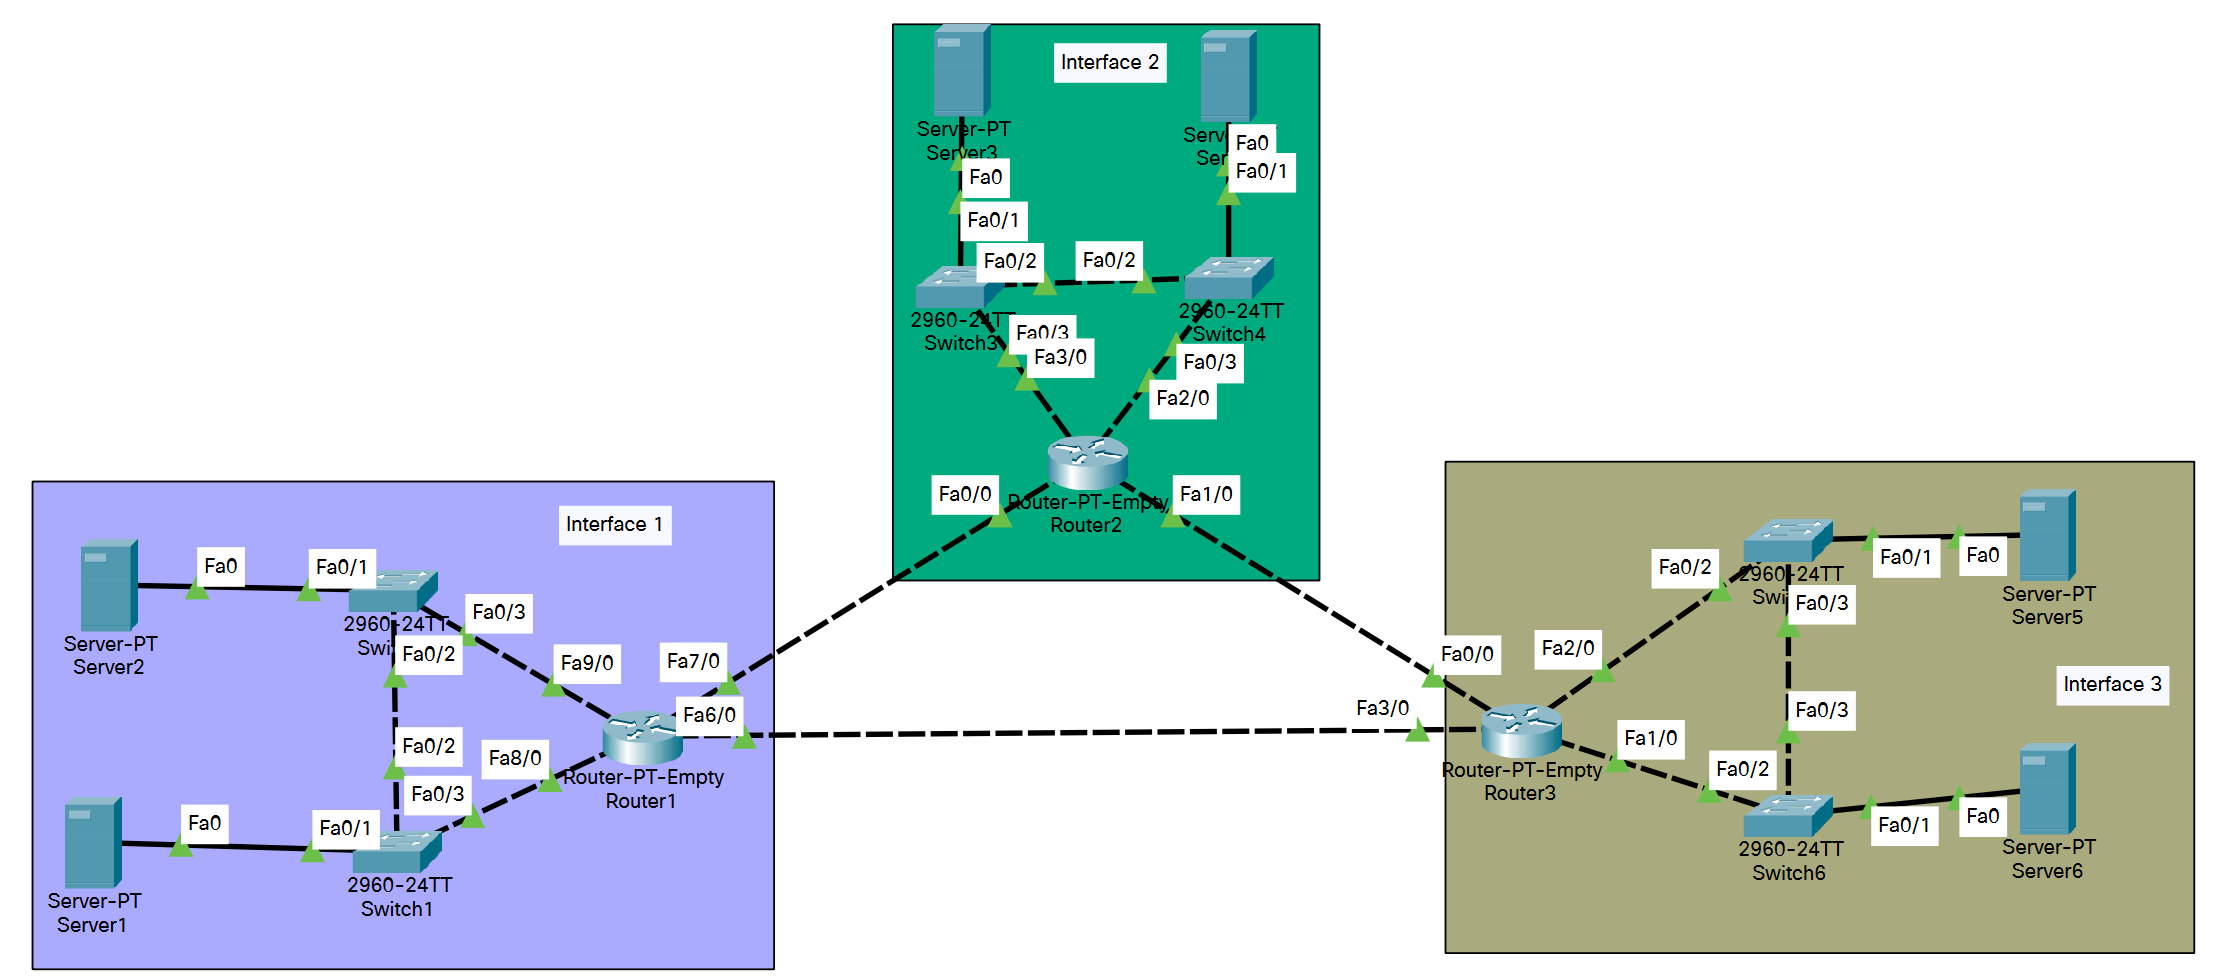 Interface 2
Server-PT
Server3
Fa0
Fa0/1
Fa0
Fa0/1
Fa0/2
Fa0/2
2960-24TT
Switch3
2960-24TT
Switch4
Fa0/3
Fa3/0
Fa0/3
Fa2/0
Fa0/0
Fa1/0
Router-PT-Empty
Router2
Interface 1
Server-PT
Server2
Fa0
Fa0/1
2960-24TT
Fa0/3
Fa0/2
Fa9/0
Fa7/0
Fa6/0
Fa0/2
Fa8/0
Fa0/3
Router-PT-Empty
Router1
Fa0
Fa0/1
2960-24TT
Switch1
Server-PT
Server1
Interface 3
Fa0/2
2960-24TT
Fa0/1
Fa0
Server-PT
Server5
Fa0/3
Fa0/0
Fa2/0
Fa3/0
Router-PT-Empty
Router3
Fa1/0
Fa0/2
Fa0/3
2960-24TT
Switch6
Fa0/1
Fa0
Server-PT
Server6